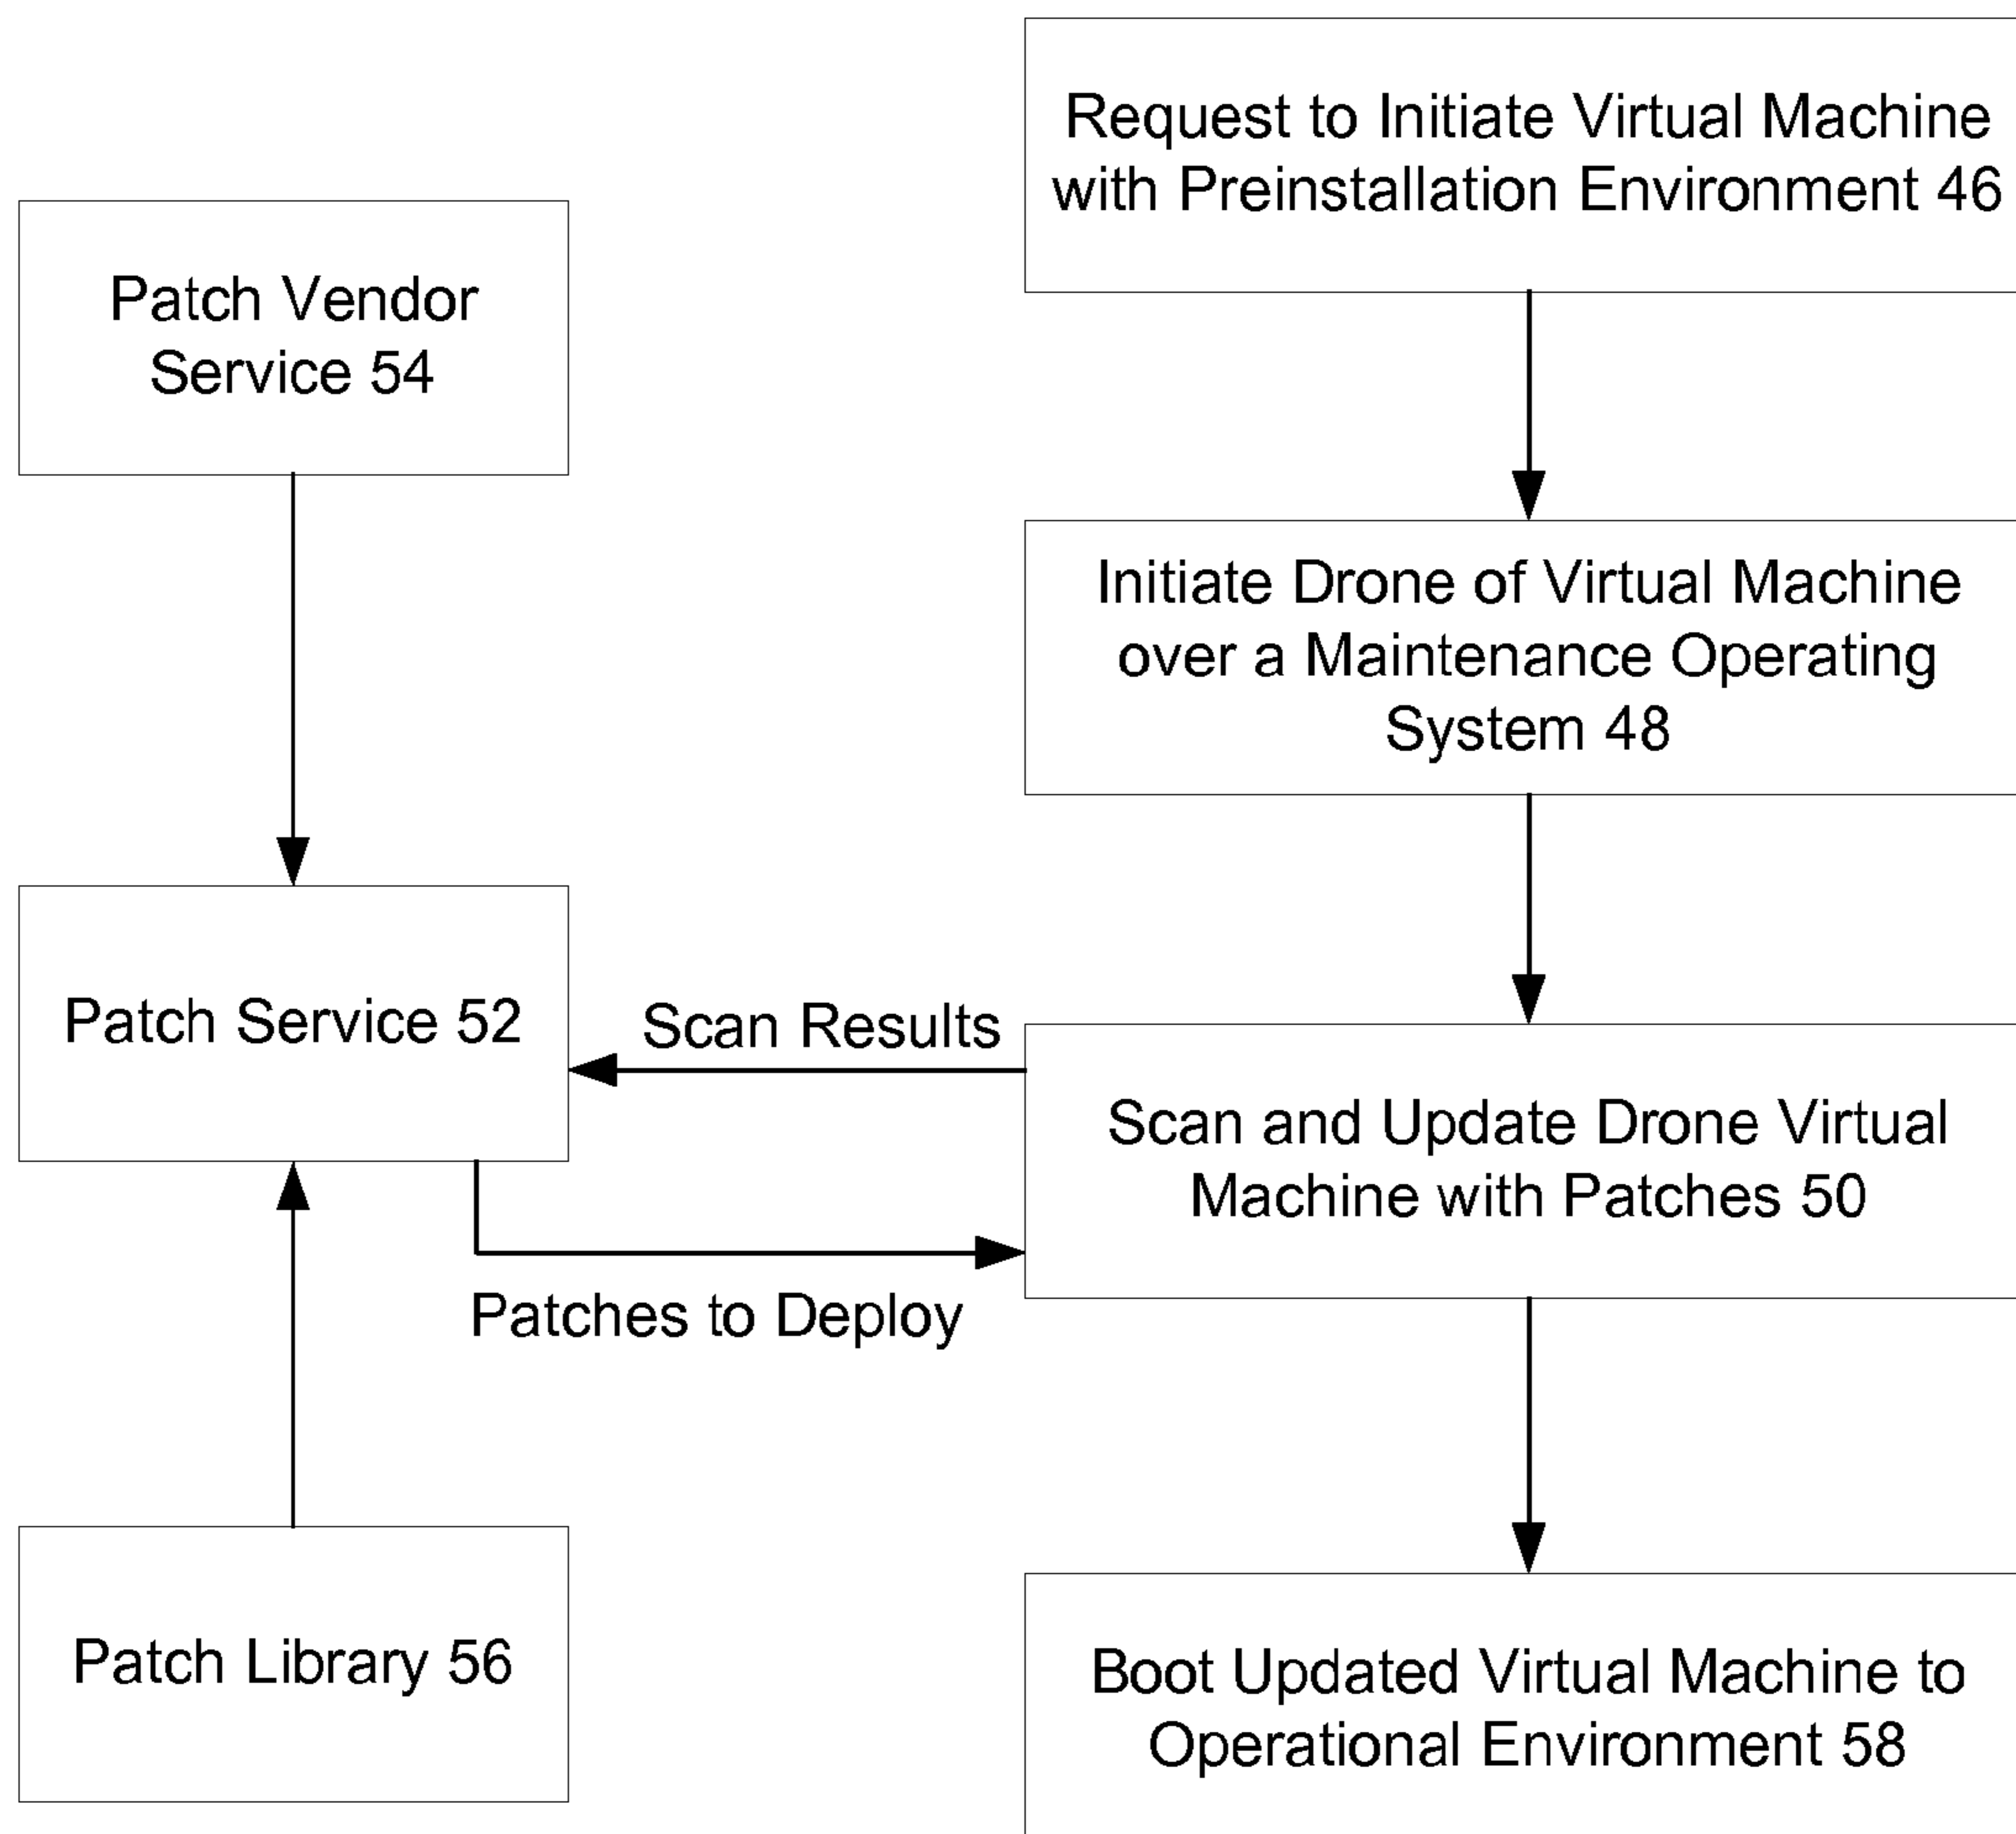 Request to Initiate Virtual Machine
with Preinstallation Environment 46
Patch Vendor
Service 54
Initiate Drone of Virtual Machine
over a Maintenance Operating
System 48
Patch Service 52
Scan Results
Scan and Update Drone Virtual
Machine with Patches 50
Patches to Deploy
Patch Library 56
Boot Updated Virtual Machine to
Operational Environment 58